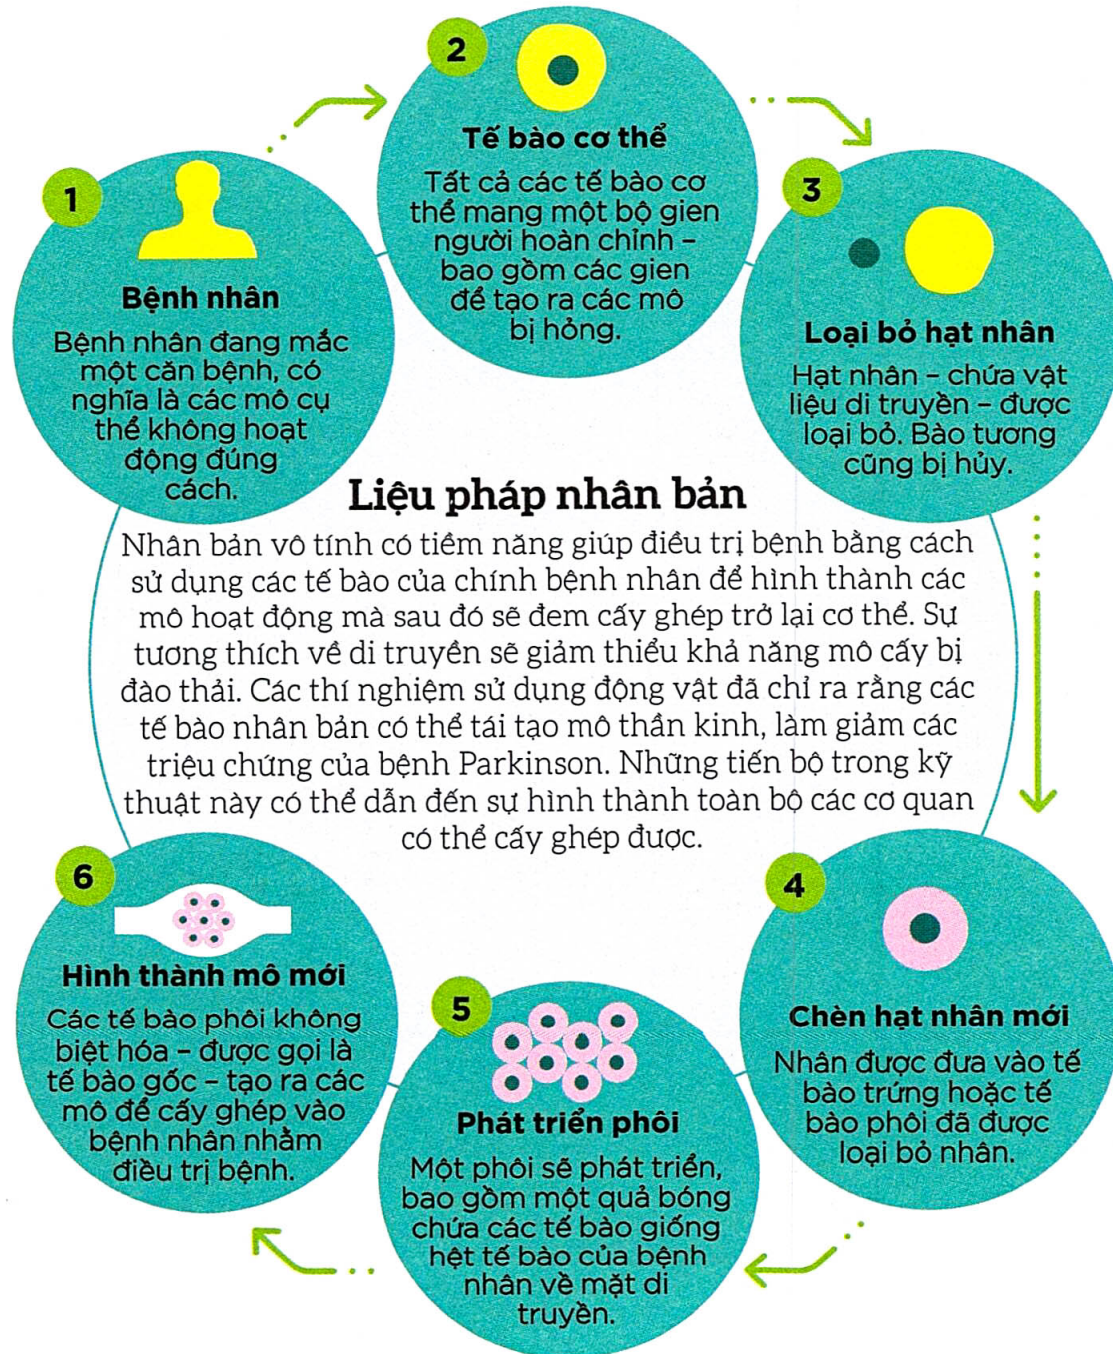 1
Bệnh nhân
Bệnh nhân đang mắc
một căn bệnh, có
nghĩa là các mô cụ
thể không hoạt
động đúng
cách.
2
Tế bào cơ thể
Tất cả các tế bào cơ
thể mang một bộ gien
người hoàn chỉnh –
bao gồm các gien
để tạo ra các mô
bị hỏng.
3
Loại bỏ hạt nhân
Hạt nhân – chứa vật
liệu di truyền – được
loại bỏ. Bào tương
cũng bị hủy.
Liệu pháp nhân bản
Nhân bản vô tính có tiềm năng giúp điều trị bệnh bằng cách
sử dụng các tế bào của chính bệnh nhân để hình thành các
mô hoạt động mà sau đó sẽ đem cấy ghép trở lại cơ thể. Sự
tương thích về di truyền sẽ giảm thiểu khả năng mô cấy bị
đào thải. Các thí nghiệm sử dụng động vật đã chỉ ra rằng các
tế bào nhân bản có thể tái tạo mô thần kinh, làm giảm các
triệu chứng của bệnh Parkinson. Những tiến bộ trong kỹ
thuật này có thể dẫn đến sự hình thành toàn bộ các cơ quan
có thể cấy ghép được.
4
Chèn hạt nhân mới
Nhân được đưa vào tế
bào trứng hoặc tế
bào phôi đã được
loại bỏ nhân.
5
Phát triển phôi
Một phôi sẽ phát triển,
bao gồm một quả bóng
chứa các tế bào giống
hệt tế bào của bệnh
nhân về mặt di
truyền.
6
Hình thành mô mới
Các tế bào phôi không
biệt hóa – được gọi là
tế bào gốc – tạo ra các
mô để cấy ghép vào
bệnh nhân nhằm
điều trị bệnh.